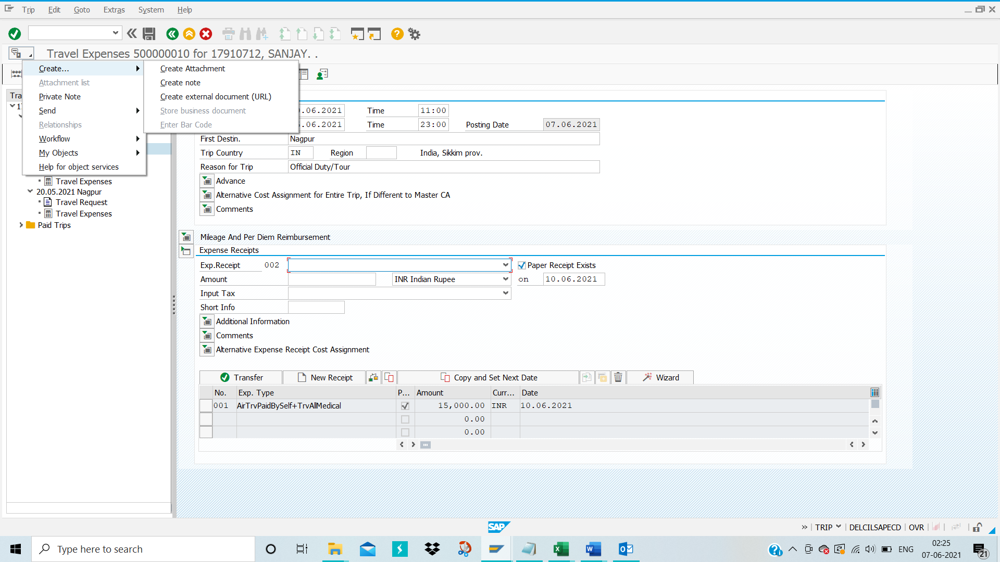 Trip Edit Goto Extras System Help
Travel Expenses 500000010 for 17910712, SANJAY. .
Create...
Attachment list
Private Note
Send
Relationships
Workflow
My Objects
Help for object services
Create Attachment
Create note
Create external document (URL)
Store business document
Enter Bar Code
Travel Expenses
20.05.2021 Nagpur
Travel Request
Travel Expenses
Paid Trips
.06.2021 Time 11:00
.06.2021 Time 23:00 Posting Date 07.06.2021
First Destin. Nagpur
Trip Country IN Region India, Sikkim prov.
Reason for Trip Official Duty/Tour
Advance
Alternative Cost Assignment for Entire Trip, If Different to Master CA
Comments
Mileage And Per Diem Reimbursement
Expense Receipts
Exp.Receipt 002 Paper Receipt Exists
Amount INR Indian Rupee on 10.06.2021
Input Tax
Short Info
Additional Information
Comments
Alternative Expense Receipt Cost Assignment
Transfer New Receipt Copy and Set Next Date Wizard
No. Exp. Type P... Amount Curr... Date
001 AirTrvPaidBySelf+TrvAllMedical 15,000.00 INR 10.06.2021
0.00
0.00
SAP
TRIP DELCILSAPECD OVR
Type here to search
ENG
02:25
07-06-2021
21